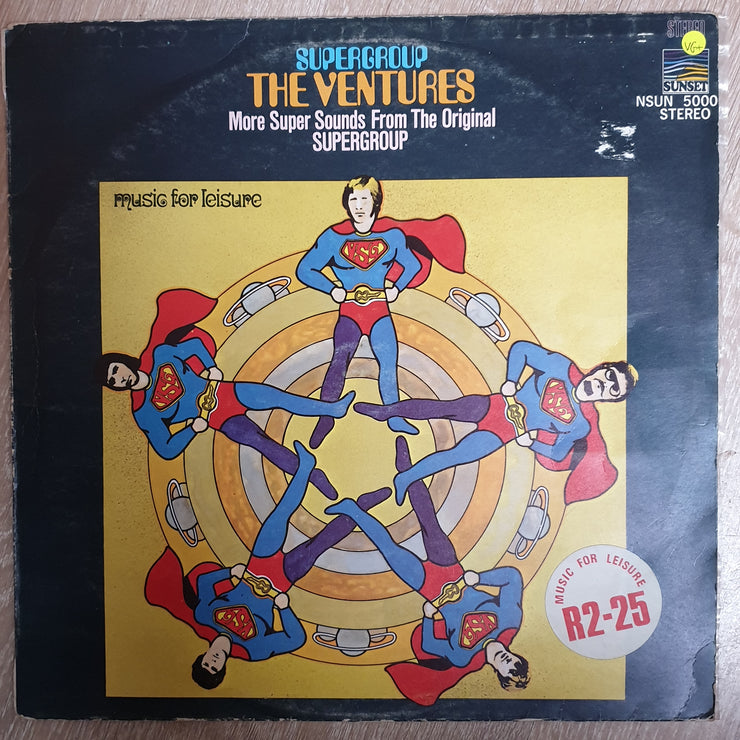 STEREO
VG+
SUPERGROUP
THE VENTURES
More Super Sounds From The Original
SUPERGROUP
SUNSET
NSUN 5000
STEREO
music for leisure
MUSIC FOR LEISURE
R2-25